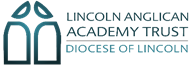 LINCOLN ANGLICAN
ACADEMY TRUST
DIOCESE OF LINCOLN